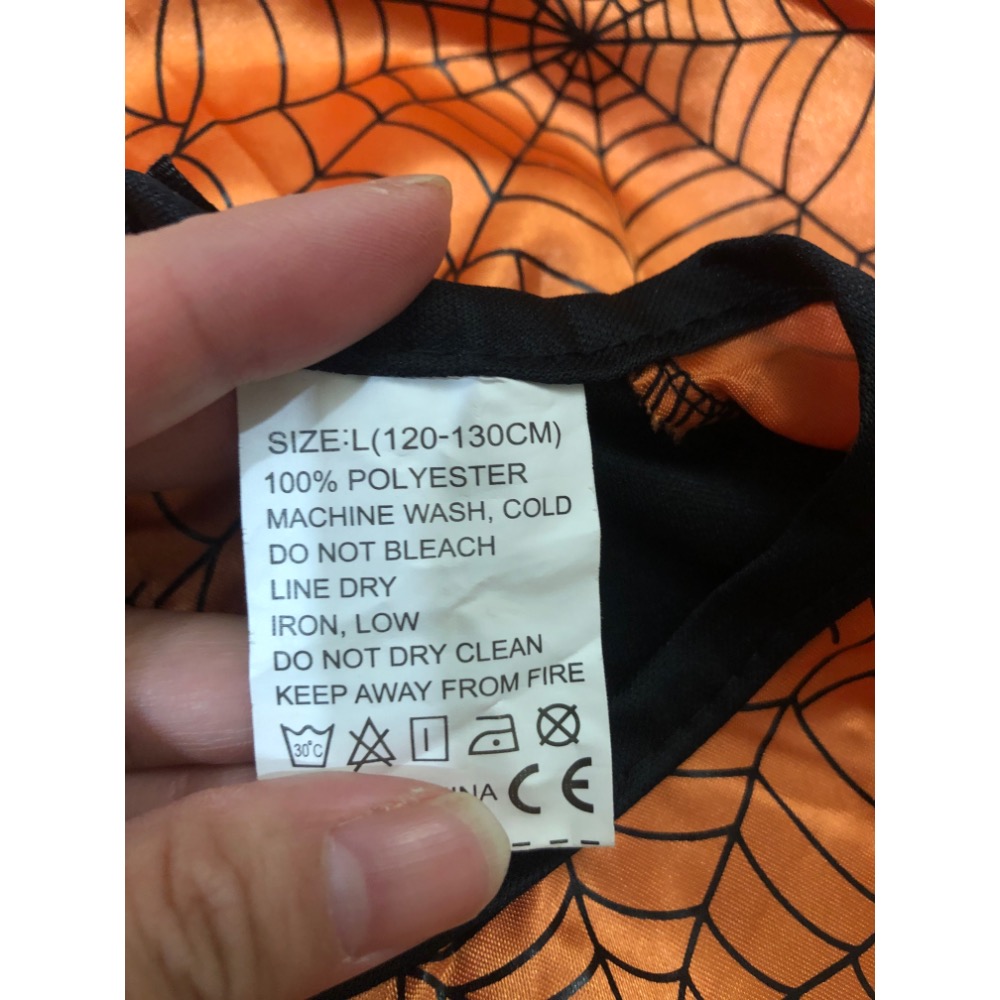 SIZE:L(120-130CM)
100% POLYESTER
MACHINE WASH, COLD
DO NOT BLEACH
LINE DRY
IRON, LOW
DO NOT DRY CLEAN
KEEP AWAY FROM FIRE
30°C
CE